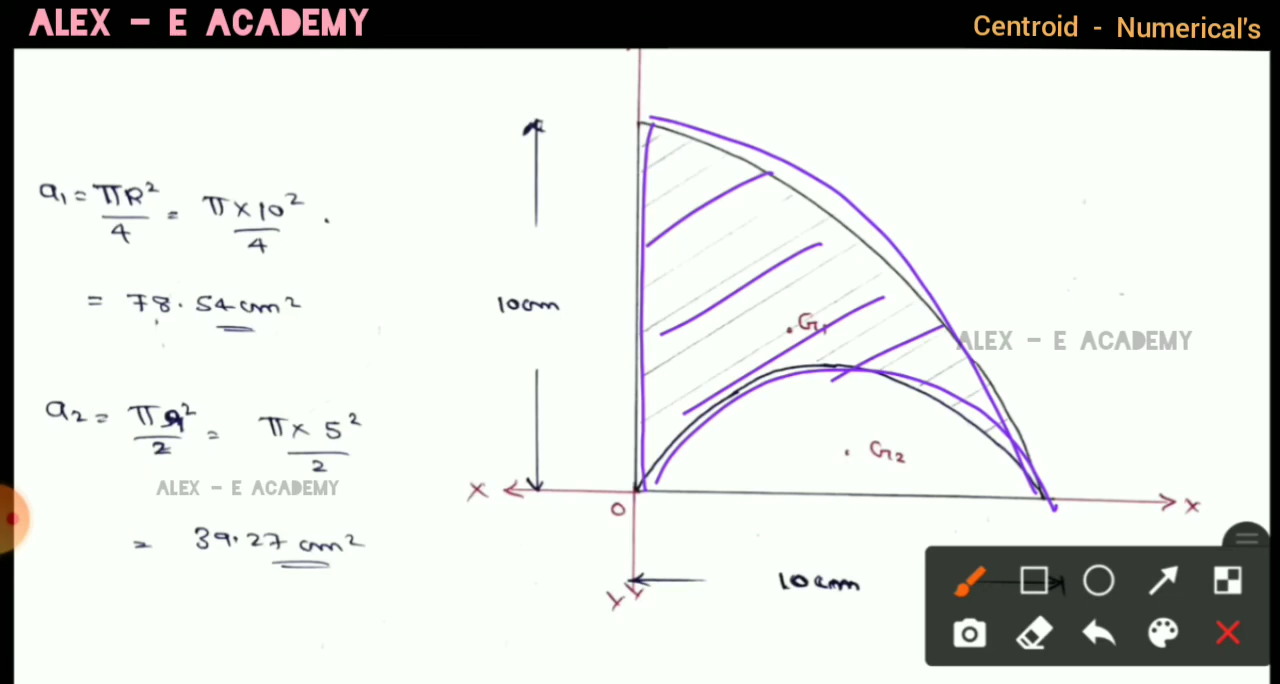 ALEX - E ACADEMY
Centroid - Numerical's
a₁ = πR²/4 = π×10²/4 .
= 78.54 cm²
10cm
.G₁
ALEX - E ACADEMY
a₂ = πr²/2 = π× 5²/2
. G₂
ALEX - E ACADEMY
X
O
X
= 39.27 cm²
10cm
Y